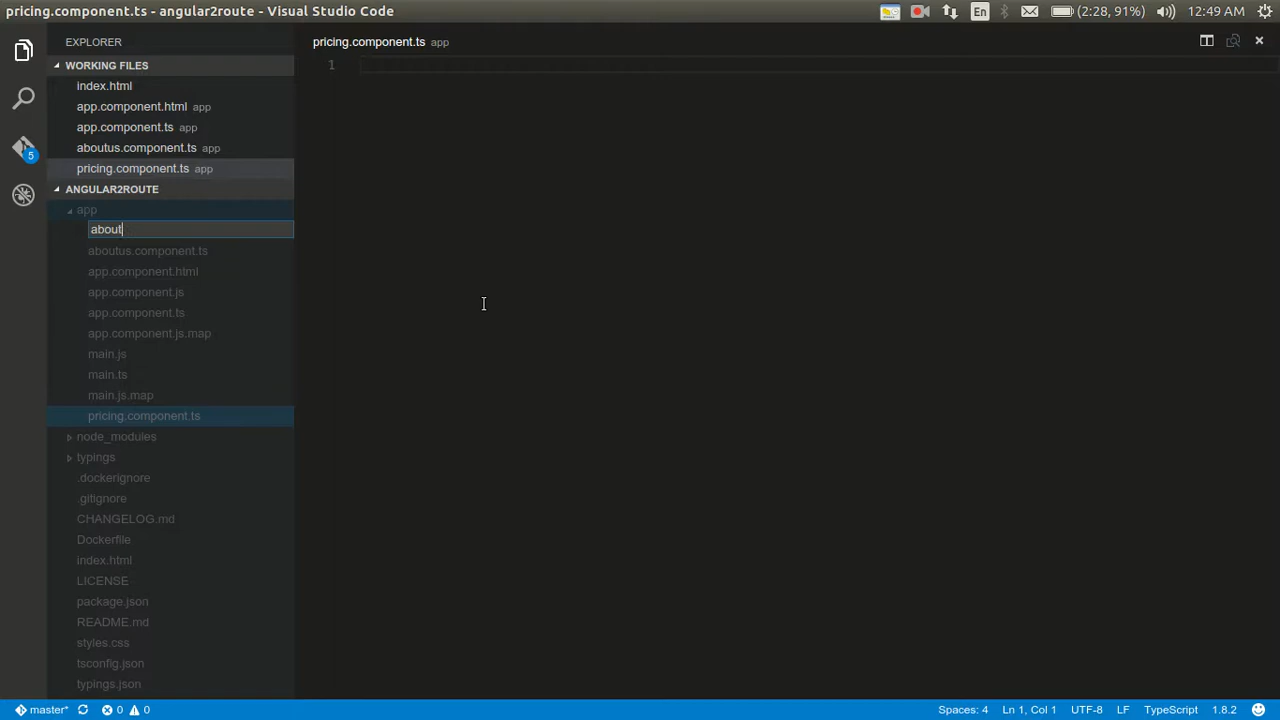 pricing.component.ts - angular2route - Visual Studio Code
En
(2:28, 91%)
12:49 AM
EXPLORER
WORKING FILES
index.html
app.component.html app
app.component.ts app
aboutus.component.ts app
pricing.component.ts app
5
ANGULAR2ROUTE
app
about
aboutus.component.ts
app.component.html
app.component.js
app.component.ts
app.component.js.map
main.js
main.ts
main.js.map
pricing.component.ts
node_modules
typings
.dockerignore
.gitignore
CHANGELOG.md
Dockerfile
index.html
LICENSE
package.json
README.md
styles.css
tsconfig.json
typings.json
pricing.component.ts app
1
master* 0 0
Spaces: 4 Ln 1, Col 1 UTF-8 LF TypeScript 1.8.2